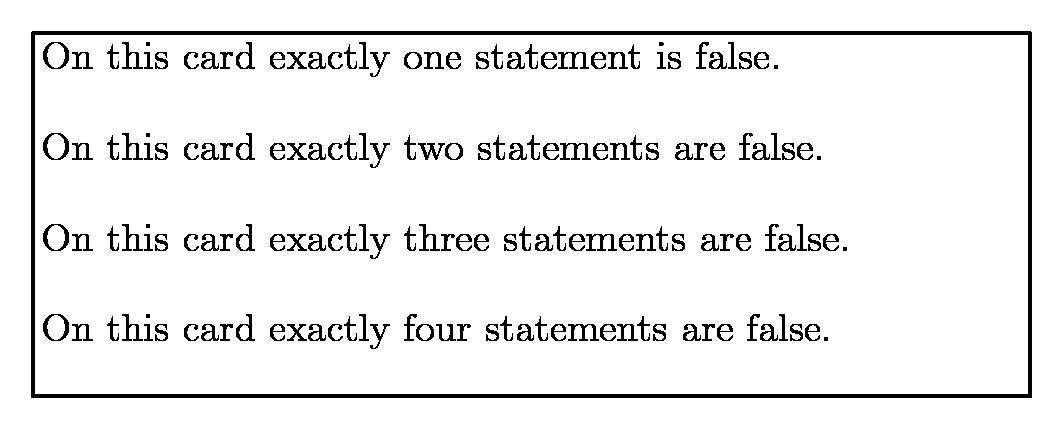 On this card exactly one statement is false.
On this card exactly two statements are false.
On this card exactly three statements are false.
On this card exactly four statements are false.